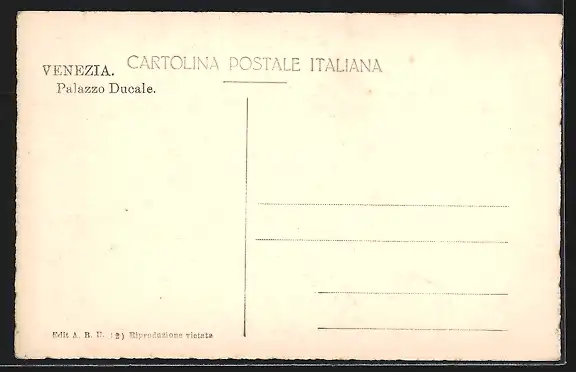 CARTOLINA POSTALE ITALIANA
VENEZIA.
Palazzo Ducale.
Edit A. B. U. (2) Riproduzione vietata